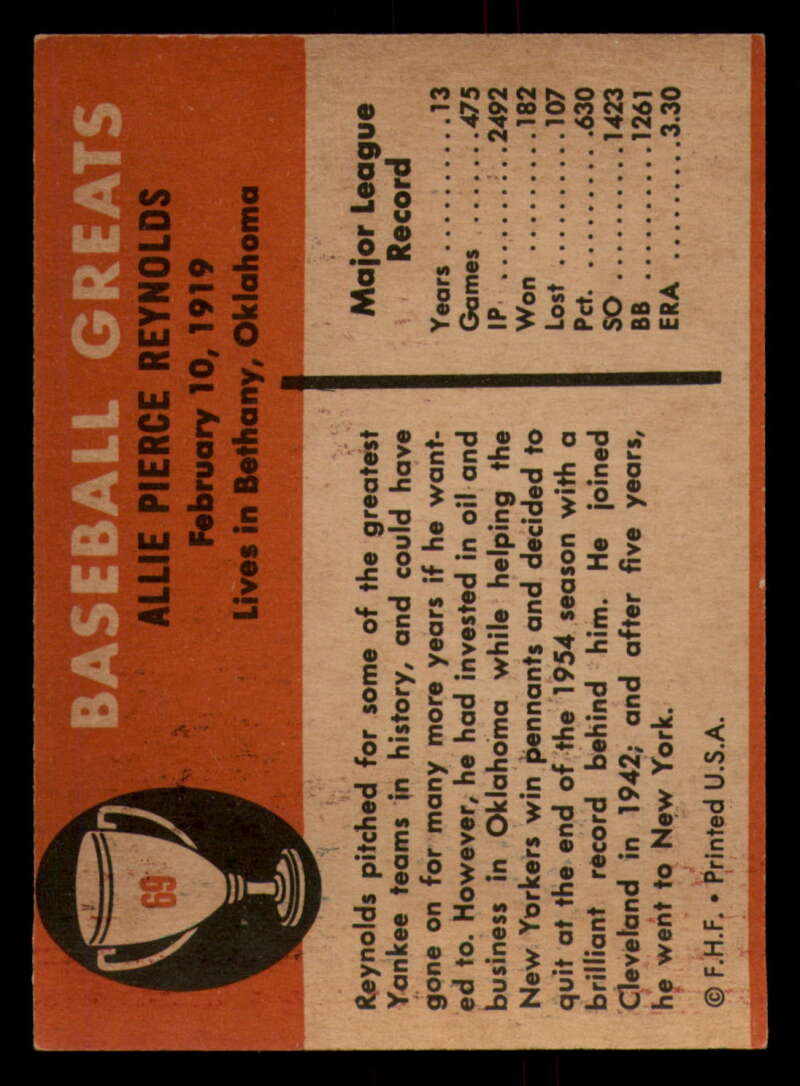 69
BASEBALL GREATS
ALLIE PIERCE REYNOLDS
February 10, 1919
Lives in Bethany, Oklahoma
Reynolds pitched for some of the greatest
Yankee teams in history, and could have
gone on for many more years if he want-
ed to. However, he had invested in oil and
business in Oklahoma while helping the
New Yorkers win pennants and decided to
quit at the end of the 1954 season with a
brilliant record behind him. He joined
Cleveland in 1942; and after five years,
he went to New York.
© F.H.F. • Printed U.S.A.
Major League
Record
Years ..........13
Games .......475
IP ..........2492
Won ........182
Lost .........107
Pct. .........630
SO .........1423
BB .........1261
ERA ........3.30